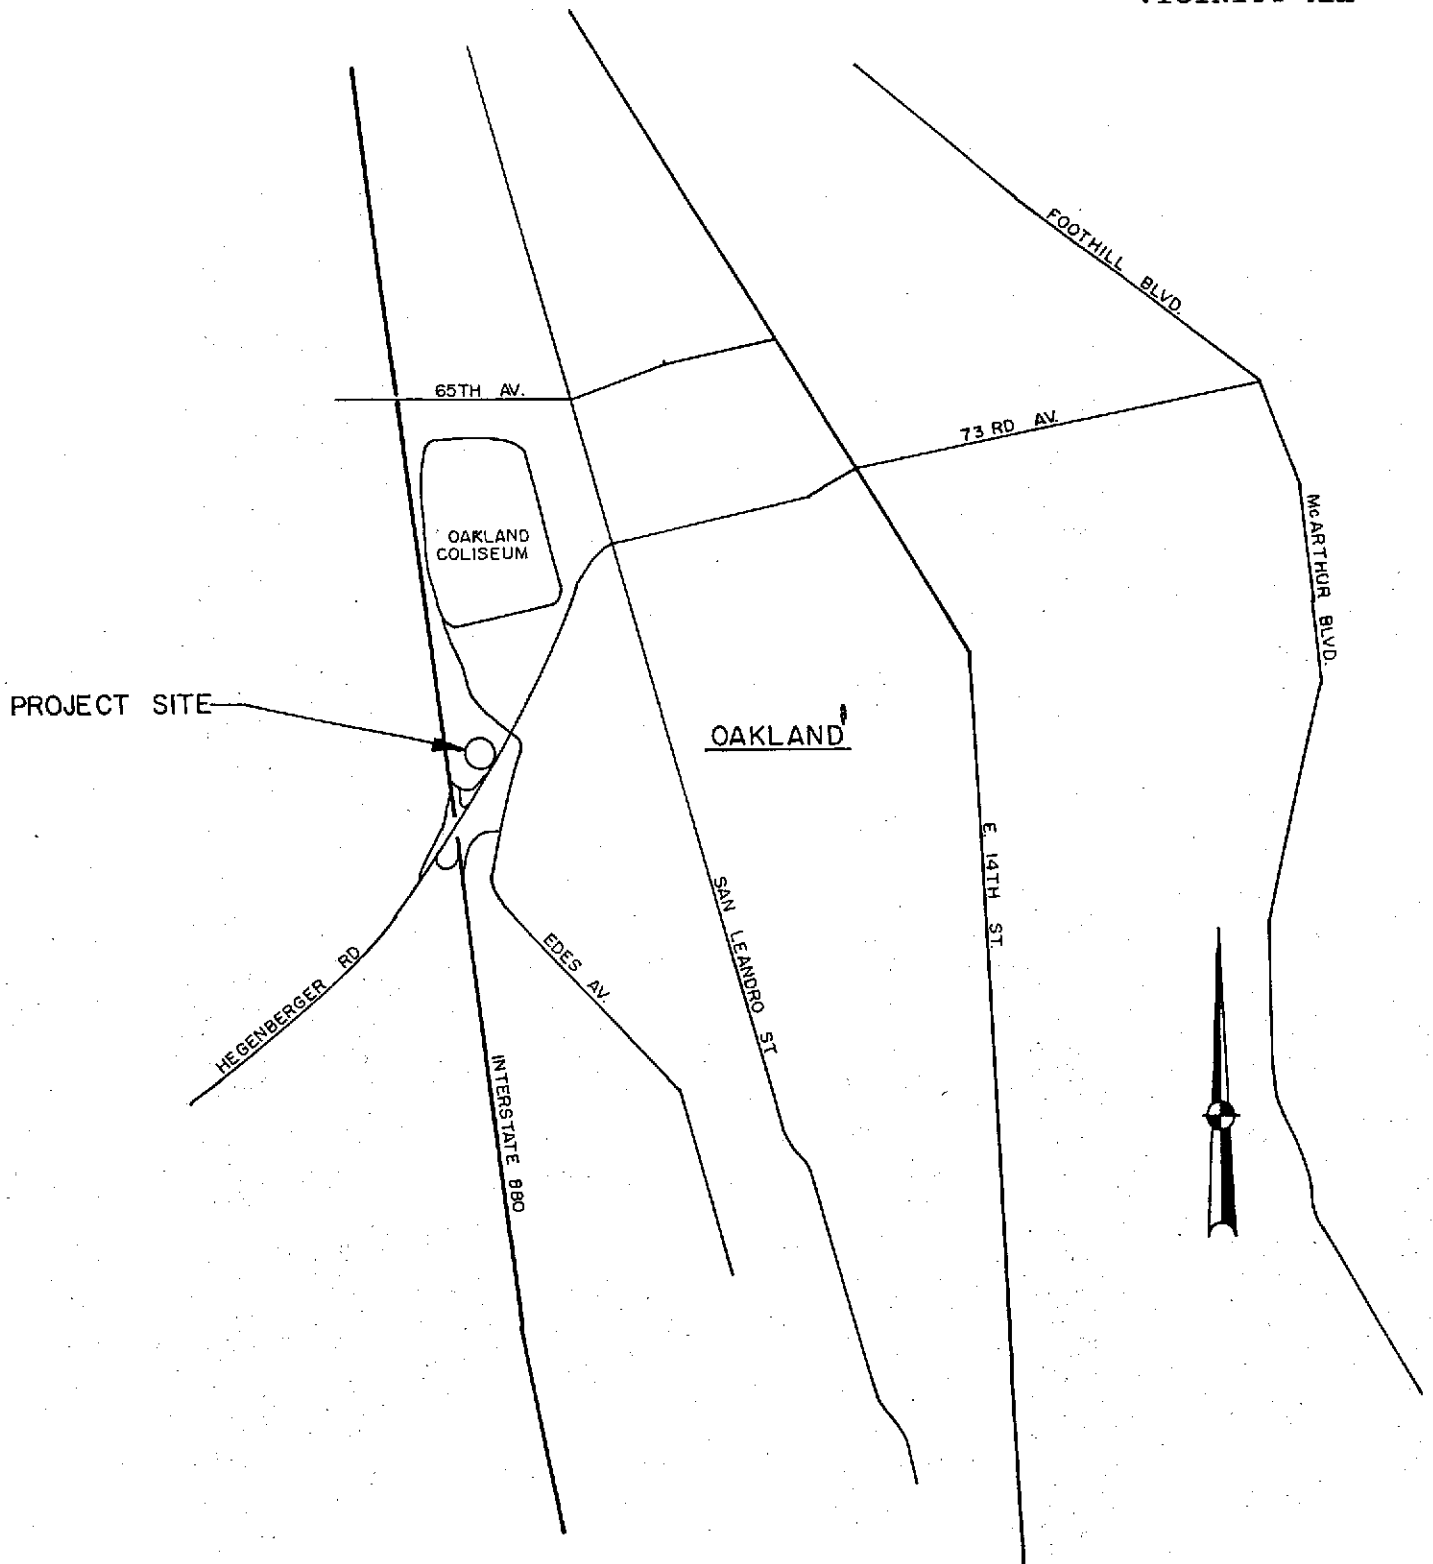 FOOTHILL BLVD.
65TH AV.
73 RD AV.
OAKLAND
COLISEUM
McARTHUR BLVD.
PROJECT SITE
OAKLAND
E. 14TH ST.
SAN LEANDRO ST
EDES AV.
HEGENBERGER RD
INTERSTATE 880